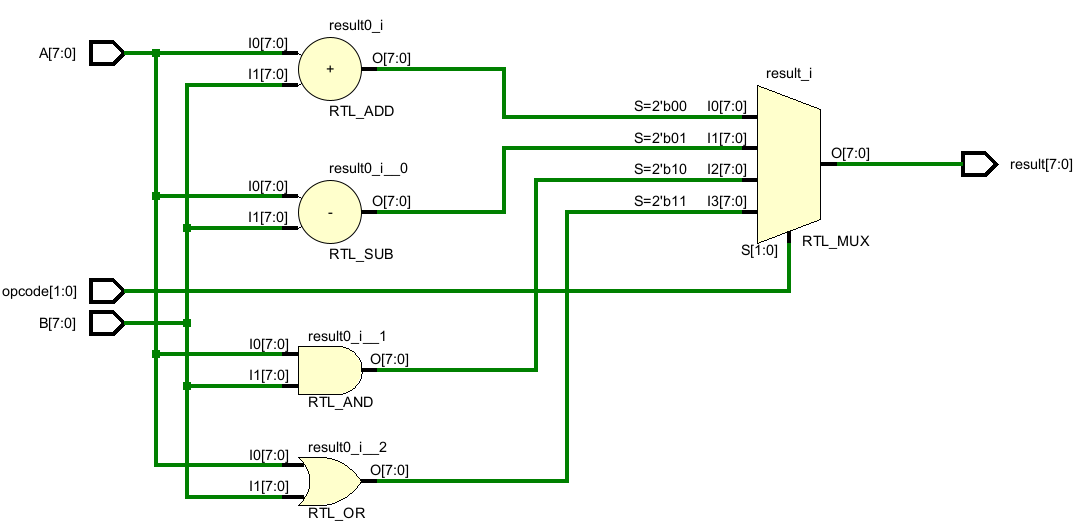 result0_i
A[7:0]
I0[7:0]
O[7:0]
+
I1[7:0]
RTL_ADD
result_i
S=2'b00
I0[7:0]
S=2'b01
I1[7:0]
S=2'b10
I2[7:0]
S=2'b11
I3[7:0]
O[7:0]
result[7:0]
S[1:0]
RTL_MUX
result0_i__0
I0[7:0]
O[7:0]
-
I1[7:0]
RTL_SUB
opcode[1:0]
B[7:0]
result0_i__1
I0[7:0]
O[7:0]
I1[7:0]
RTL_AND
result0_i__2
I0[7:0]
O[7:0]
I1[7:0]
RTL_OR